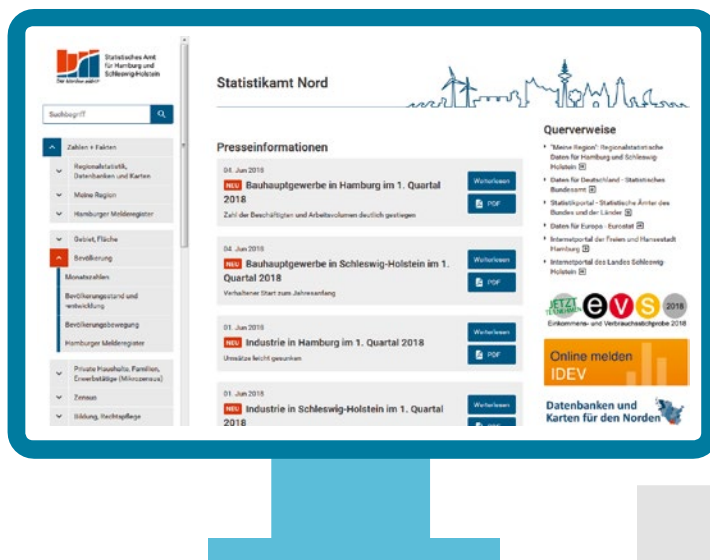 Statistisches Amt
für Hamburg und
Schleswig-Holstein
Der Norden zählt
Suchbegriff
Zahlen + Fakten
Regionalstatistik,
Datenbanken und Karten
Meine Region
Hamburger Melderegister
Gebiet, Fläche
Bevölkerung
Monatszahlen
Bevölkerungsstand und
-entwicklung
Bevölkerungsbewegung
Hamburger Melderegister
Private Haushalte, Familien,
Erwerbstätige (Mikrozensus)
Zensus
Bildung, Rechtspflege
Statistikamt Nord
Presseinformationen
04. Jun 2018
NEU Bauhauptgewerbe in Hamburg im 1. Quartal
2018
Zahl der Beschäftigten und Arbeitsvolumen deutlich gestiegen
Weiterlesen
PDF
04. Jun 2018
NEU Bauhauptgewerbe in Schleswig-Holstein im 1.
Quartal 2018
Verhaltener Start zum Jahresanfang
Weiterlesen
PDF
01. Jun 2018
NEU Industrie in Hamburg im 1. Quartal 2018
Umsätze leicht gesunken
Weiterlesen
PDF
01. Jun 2018
NEU Industrie in Schleswig-Holstein im 1. Quartal
2018
Weiterlesen
PDF
Querverweise
"Meine Region": Regionalstatistische
Daten für Hamburg und Schleswig-
Holstein
Daten für Deutschland - Statistisches
Bundesamt
Statistikportal - Statistische Ämter des
Bundes und der Länder
Daten für Europa - Eurostat
Internetportal der Freien und Hansestadt
Hamburg
Internetportal des Landes Schleswig-
Holstein
JETZT
TEILNEHMEN
evs 2018
Einkommens- und Verbrauchsstichprobe 2018
Online melden
IDEV
Datenbanken und
Karten für den Norden